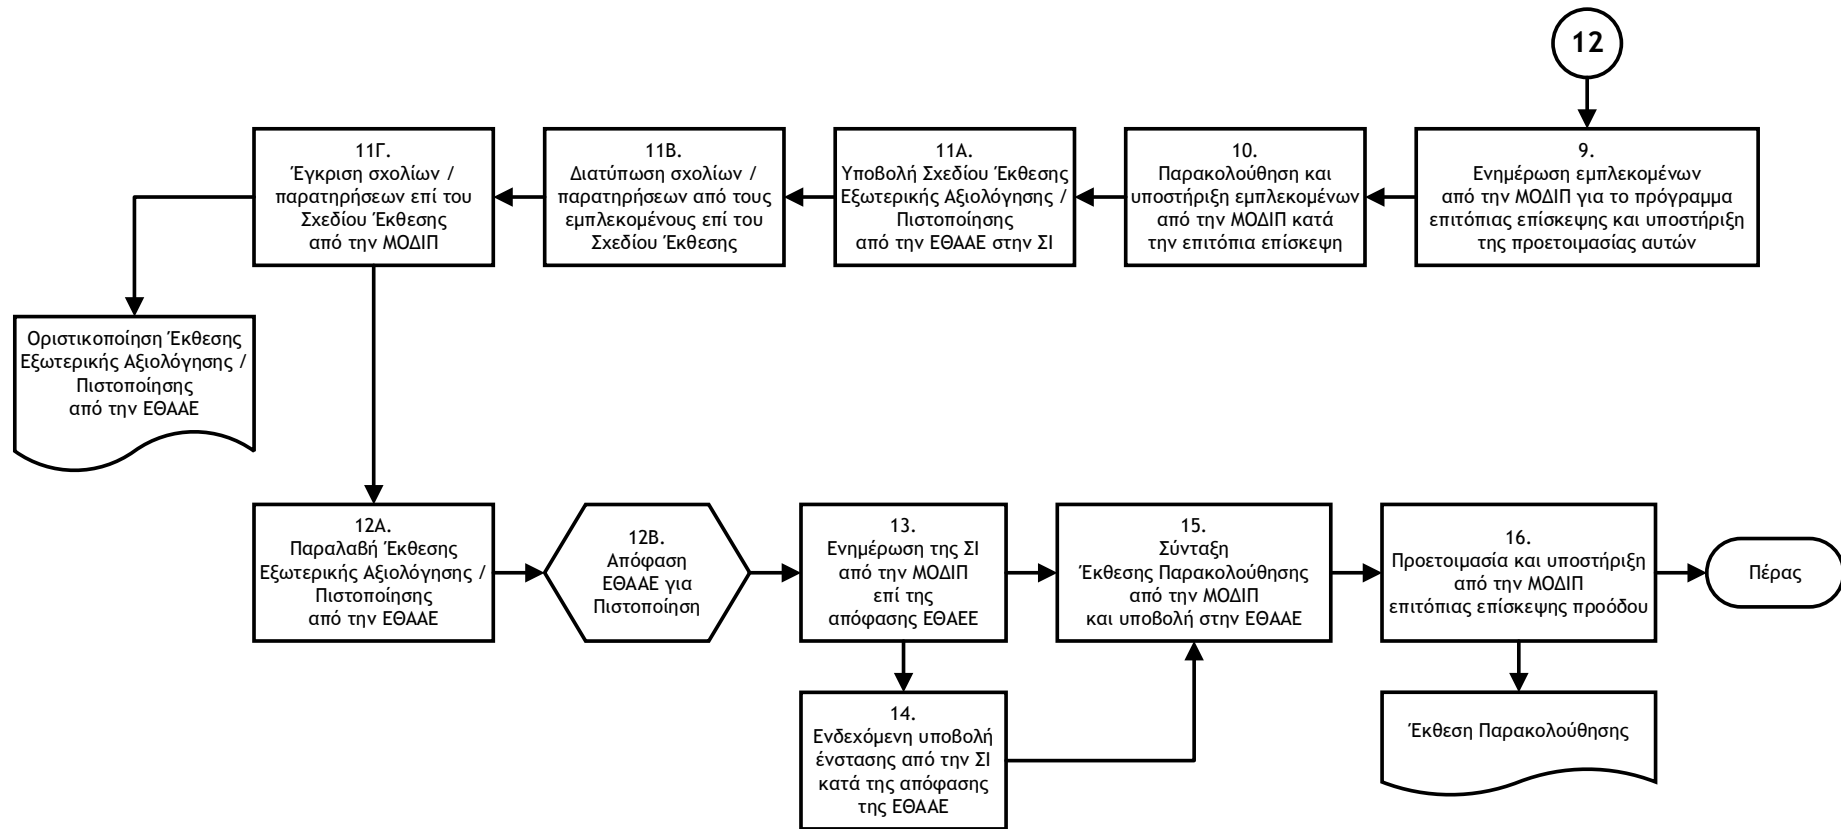 12
9.
Ενημέρωση εμπλεκομένων
από την ΜΟΔΙΠ για το πρόγραμμα
επιτόπιας επίσκεψης και υποστήριξη
της προετοιμασίας αυτών
10.
Παρακολούθηση και
υποστήριξη εμπλεκομένων
από την ΜΟΔΙΠ κατά
την επιτόπια επίσκεψη
11Α.
Υποβολή Σχεδίου Έκθεσης
Εξωτερικής Αξιολόγησης /
Πιστοποίησης
από την ΕΘΑΑΕ στην ΣΙ
11Β.
Διατύπωση σχολίων /
παρατηρήσεων από τους
εμπλεκομένους επί του
Σχεδίου Έκθεσης
11Γ.
Έγκριση σχολίων /
παρατηρήσεων επί του
Σχεδίου Έκθεσης
από την ΜΟΔΙΠ
Οριστικοποίηση Έκθεσης
Εξωτερικής Αξιολόγησης /
Πιστοποίησης
από την ΕΘΑΑΕ
12Α.
Παραλαβή Έκθεσης
Εξωτερικής Αξιολόγησης /
Πιστοποίησης
από την ΕΘΑΑΕ
12Β.
Απόφαση
ΕΘΑΑΕ για
Πιστοποίηση
13.
Ενημέρωση της ΣΙ
από την ΜΟΔΙΠ
επί της
απόφασης ΕΘΑΕΕ
14.
Ενδεχόμενη υποβολή
ένστασης από την ΣΙ
κατά της απόφασης
της ΕΘΑΑΕ
15.
Σύνταξη
Έκθεσης Παρακολούθησης
από την ΜΟΔΙΠ
και υποβολή στην ΕΘΑΑΕ
16.
Προετοιμασία και υποστήριξη
από την ΜΟΔΙΠ
επιτόπιας επίσκεψης προόδου
Έκθεση Παρακολούθησης
Πέρας